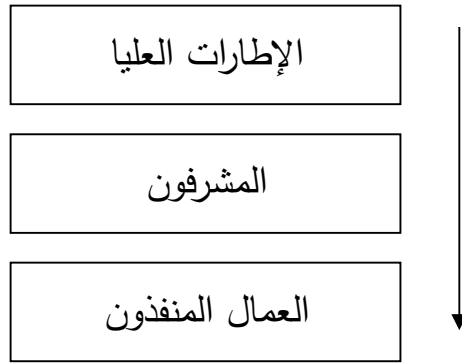 الإطارات العليا
المشرفون
العمال المنفذون